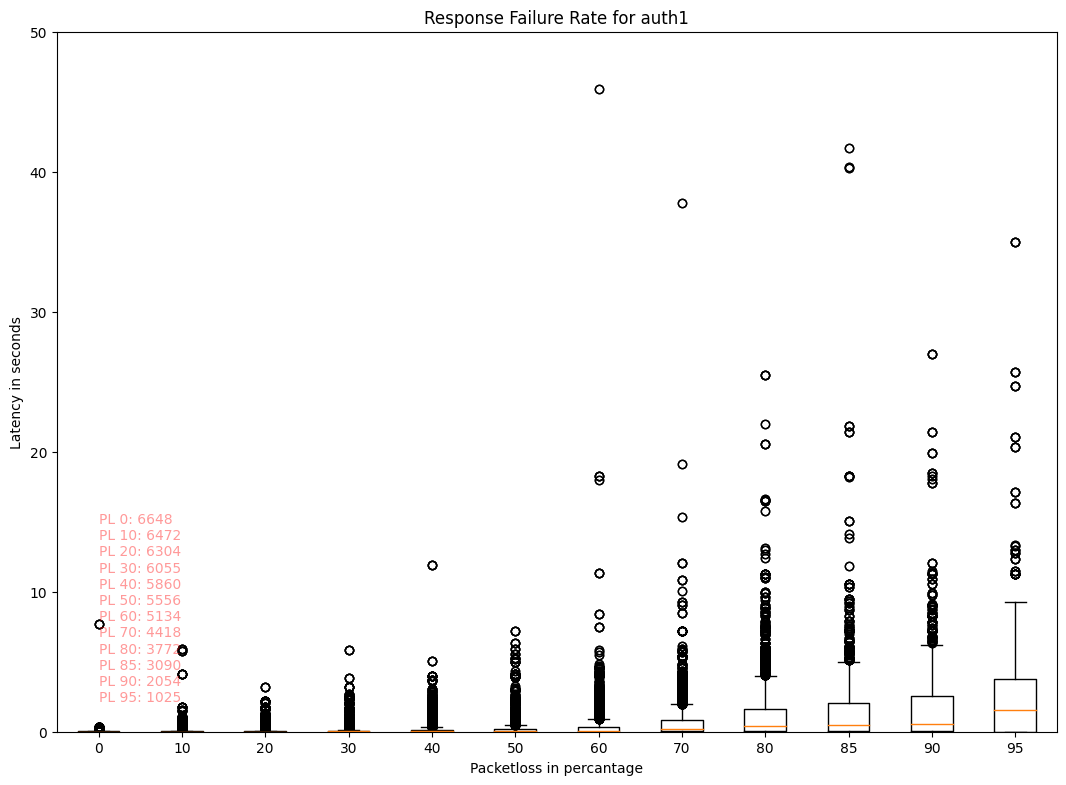 Response Failure Rate for auth1
50
40
30
20
10
0
Latency in seconds
PL 0: 6648
PL 10: 6472
PL 20: 6304
PL 30: 6055
PL 40: 5860
PL 50: 5556
PL 60: 5134
PL 70: 4418
PL 80: 3772
PL 85: 3090
PL 90: 2054
PL 95: 1025
0 10 20 30 40 50 60 70 80 85 90 95
Packetloss in percantage